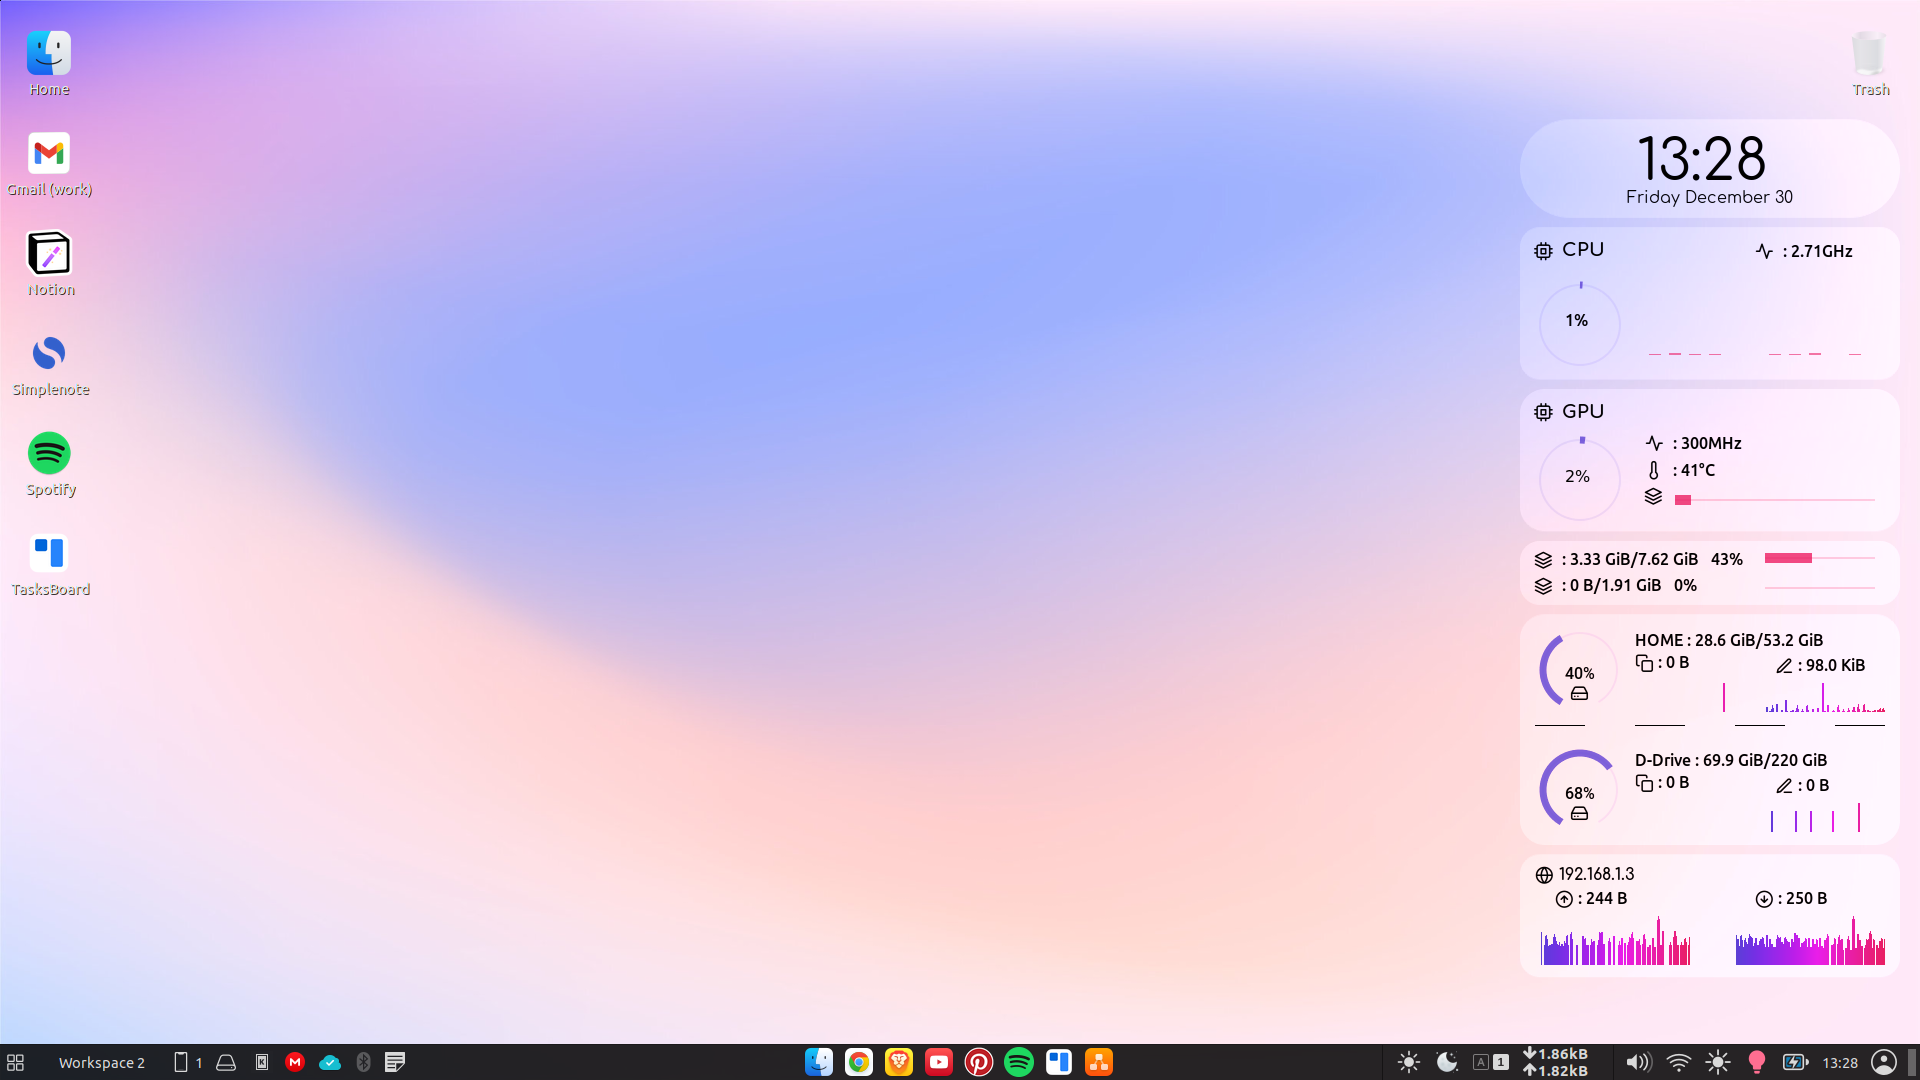 Home
Gmail (work)
Notion
Simplenote
Spotify
TasksBoard
Trash
13:28
Friday December 30
CPU : 2.71GHz
1%
GPU
: 300MHz
2%
: 41°C
: 3.33 GiB/7.62 GiB 43%
: 0 B/1.91 GiB 0%
HOME : 28.6 GiB/53.2 GiB
: 0 B : 98.0 KiB
40%
D-Drive : 69.9 GiB/220 GiB
: 0 B : 0 B
68%
192.168.1.3
: 244 B : 250 B
Workspace 2 1
A 1
1.86kB
1.82kB
13:28